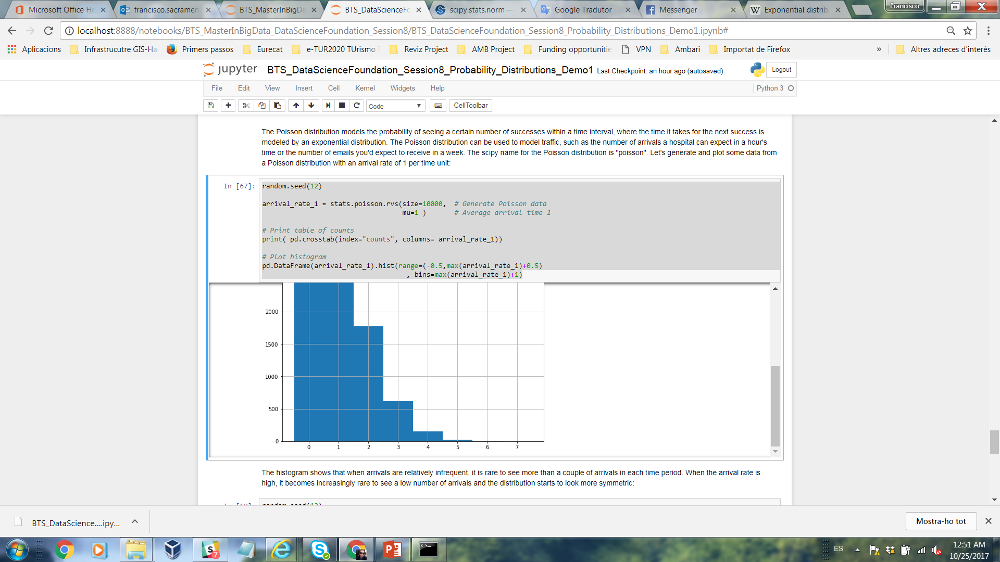 Microsoft Office Ho
francisco.sacramen
BTS_MasterInBigDa
BTS_DataScienceFo
scipy.stats.norm —
Google Tradutor
Messenger
Exponential distrib
Francisco
localhost:8888/notebooks/BTS_MasterInBigData_DataScienceFoundation_Session8/BTS_DataScienceFoundation_Session8_Probability_Distributions_Demo1.ipynb#
Aplicacions
Infrastrucutre GIS-Ha
Primers passos
Eurecat
e-TUR2020 TUrismo F
Reviz Project
AMB Project
Funding opportunitie
VPN
Ambari
Importat de Firefox
»
Altres adreces d'interès
jupyter BTS_DataScienceFoundation_Session8_Probability_Distributions_Demo1 Last Checkpoint: an hour ago (autosaved)
Logout
File Edit View Insert Cell Kernel Widgets Help
Python 3
Code
CellToolbar
The Poisson distribution models the probability of seeing a certain number of successes within a time interval, where the time it takes for the next success is
modeled by an exponential distribution. The Poisson distribution can be used to model traffic, such as the number of arrivals a hospital can expect in a hour's
time or the number of emails you'd expect to receive in a week. The scipy name for the Poisson distribution is "poisson". Let's generate and plot some data from
a Poisson distribution with an arrival rate of 1 per time unit:
In [67]: random.seed(12)
arrival_rate_1 = stats.poisson.rvs(size=10000, # Generate Poisson data
mu=1 ) # Average arrival time 1
# Print table of counts
print( pd.crosstab(index="counts", columns= arrival_rate_1))
# Plot histogram
pd.DataFrame(arrival_rate_1).hist(range=(-0.5,max(arrival_rate_1)+0.5)
, bins=max(arrival_rate_1)+1)
2000
1500
1000
500
0
0 1 2 3 4 5 6 7
The histogram shows that when arrivals are relatively infrequent, it is rare to see more than a couple of arrivals in each time period. When the arrival rate is
high, it becomes increasingly rare to see a low number of arrivals and the distribution starts to look more symmetric:
In [68]: random.seed(12)
BTS_DataScience....ipy...
Mostra-ho tot
7
ES
12:51 AM
10/25/2017